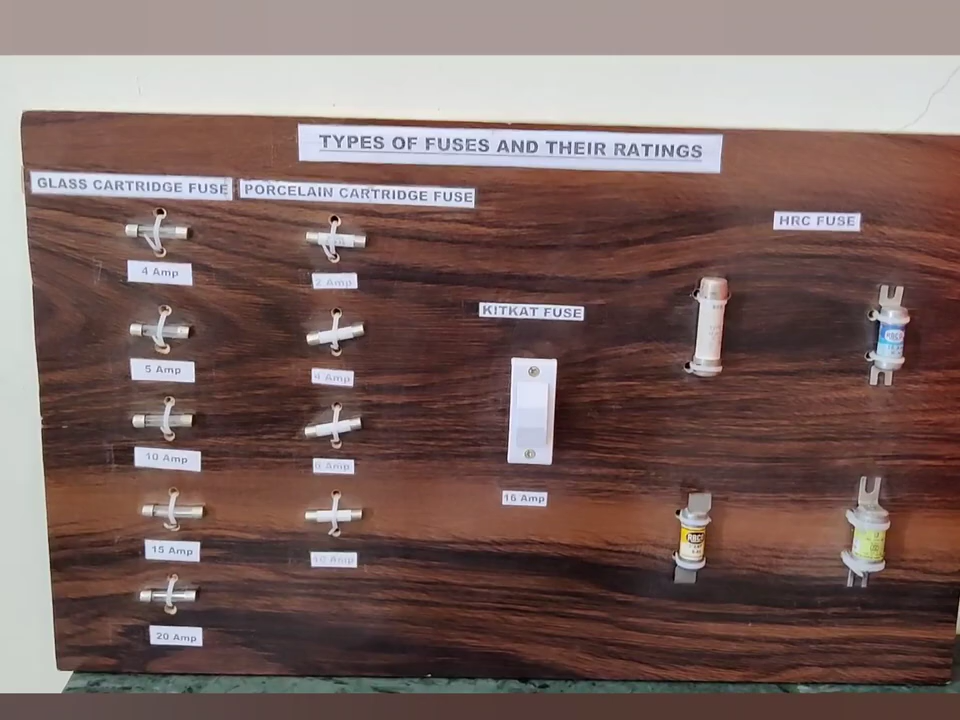 TYPES OF FUSES AND THEIR RATINGS
GLASS CARTRIDGE FUSE
4 Amp
5 Amp
10 Amp
15 Amp
20 Amp
PORCELAIN CARTRIDGE FUSE
2 Amp
4 Amp
6 Amp
10 Amp
KITKAT FUSE
16 Amp
HRC FUSE